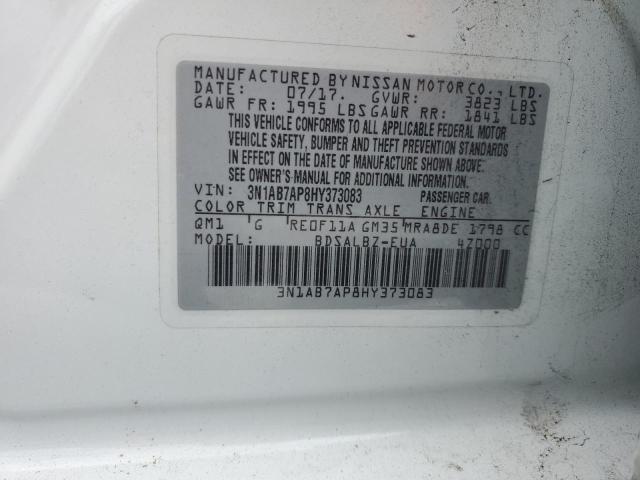 MANUFACTURED BY NISSAN MOTOR CO., LTD.
DATE: 07/17. GVWR: 3823 LBS
GAWR FR: 1995 LBS GAWR RR: 1841 LBS
THIS VEHICLE CONFORMS TO ALL APPLICABLE FEDERAL MOTOR
VEHICLE SAFETY, BUMPER AND THEFT PREVENTION STANDARDS
IN EFFECT ON THE DATE OF MANUFACTURE SHOWN ABOVE.
SEE OWNER'S MANUAL FOR ADDITIONAL INFORMATION.
VIN: 3N1AB7AP8HY373083 PASSENGER CAR.
COLOR TRIM TRANS AXLE ENGINE
QM1 G RE0F11A GM35 MRA8DE 1798 CC
MODEL: BDSALBZ-EUA 4Z000
3N1AB7AP8HY373083